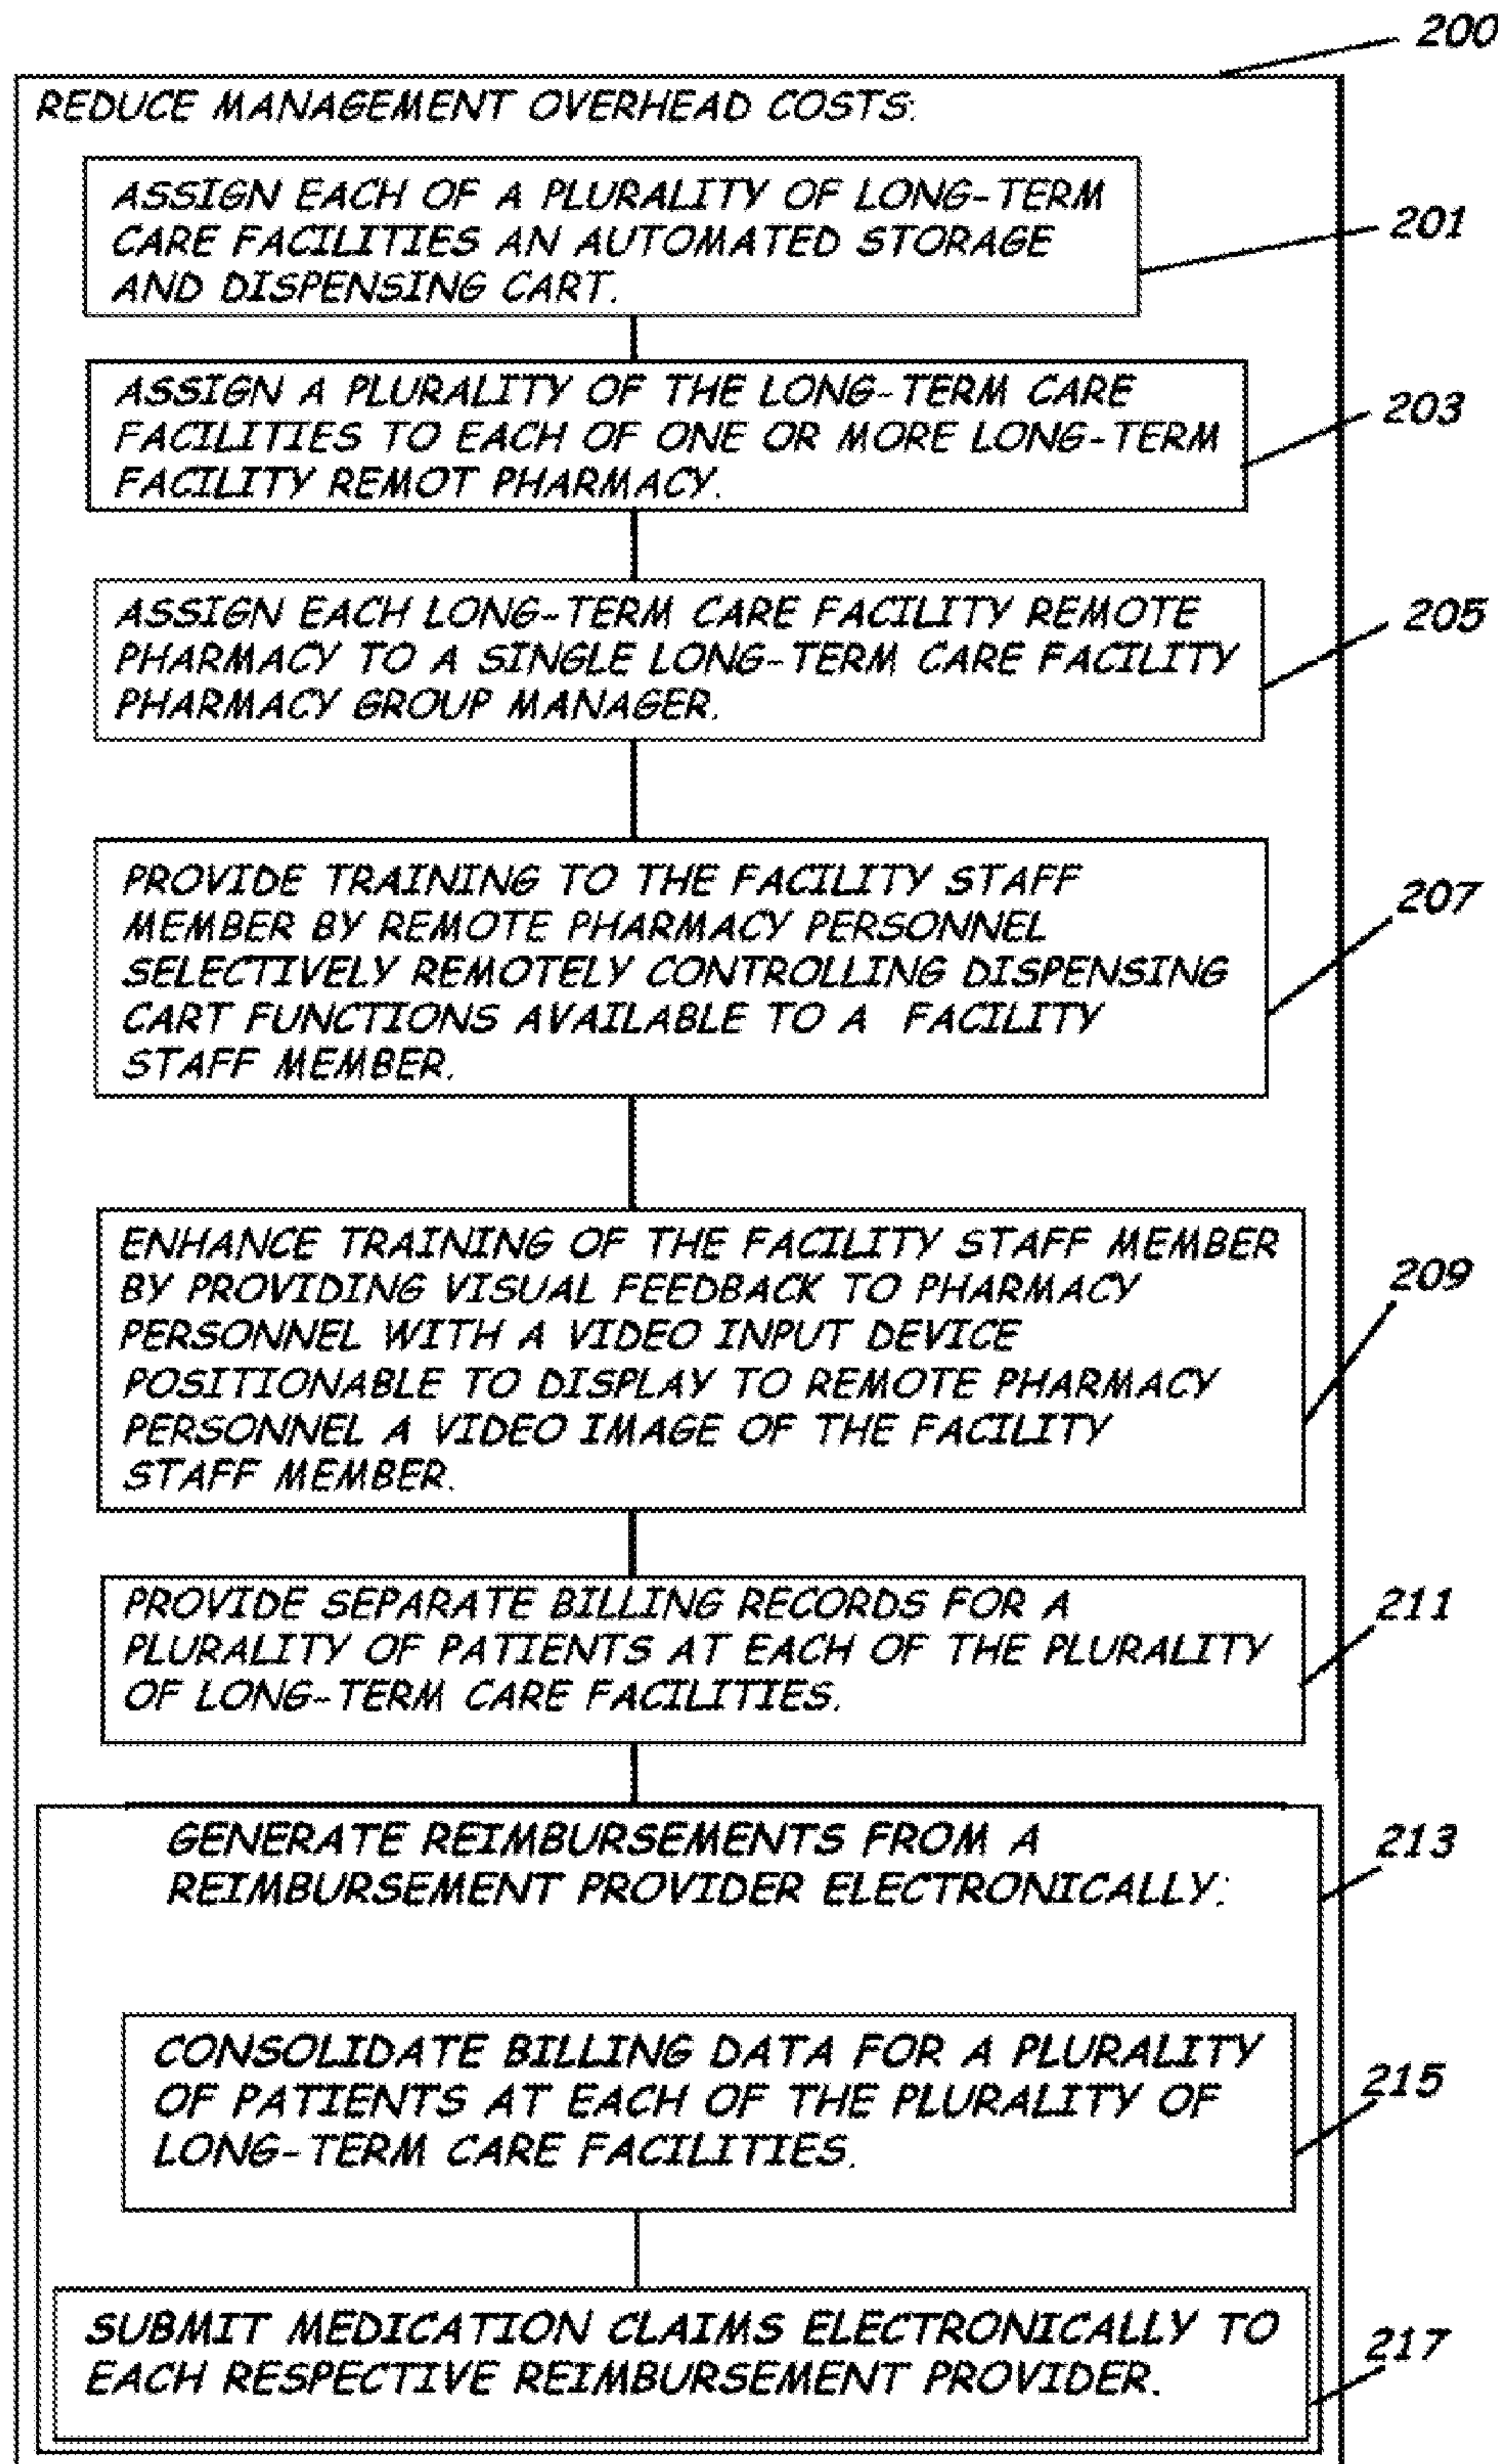 200
REDUCE MANAGEMENT OVERHEAD COSTS:
ASSIGN EACH OF A PLURALITY OF LONG-TERM
CARE FACILITIES AN AUTOMATED STORAGE
AND DISPENSING CART.
201
ASSIGN A PLURALITY OF THE LONG-TERM CARE
FACILITIES TO EACH OF ONE OR MORE LONG-TERM
FACILITY REMOT PHARMACY.
203
ASSIGN EACH LONG-TERM CARE FACILITY REMOTE
PHARMACY TO A SINGLE LONG-TERM CARE FACILITY
PHARMACY GROUP MANAGER.
205
PROVIDE TRAINING TO THE FACILITY STAFF
MEMBER BY REMOTE PHARMACY PERSONNEL
SELECTIVELY REMOTELY CONTROLLING DISPENSING
CART FUNCTIONS AVAILABLE TO A FACILITY
STAFF MEMBER.
207
ENHANCE TRAINING OF THE FACILITY STAFF MEMBER
BY PROVIDING VISUAL FEEDBACK TO PHARMACY
PERSONNEL WITH A VIDEO INPUT DEVICE
POSITIONABLE TO DISPLAY TO REMOTE PHARMACY
PERSONNEL A VIDEO IMAGE OF THE FACILITY
STAFF MEMBER.
209
PROVIDE SEPARATE BILLING RECORDS FOR A
PLURALITY OF PATIENTS AT EACH OF THE PLURALITY
OF LONG-TERM CARE FACILITIES.
211
GENERATE REIMBURSEMENTS FROM A
REIMBURSEMENT PROVIDER ELECTRONICALLY:
213
CONSOLIDATE BILLING DATA FOR A PLURALITY
OF PATIENTS AT EACH OF THE PLURALITY OF
LONG-TERM CARE FACILITIES.
215
SUBMIT MEDICATION CLAIMS ELECTRONICALLY TO
EACH RESPECTIVE REIMBURSEMENT PROVIDER.
217